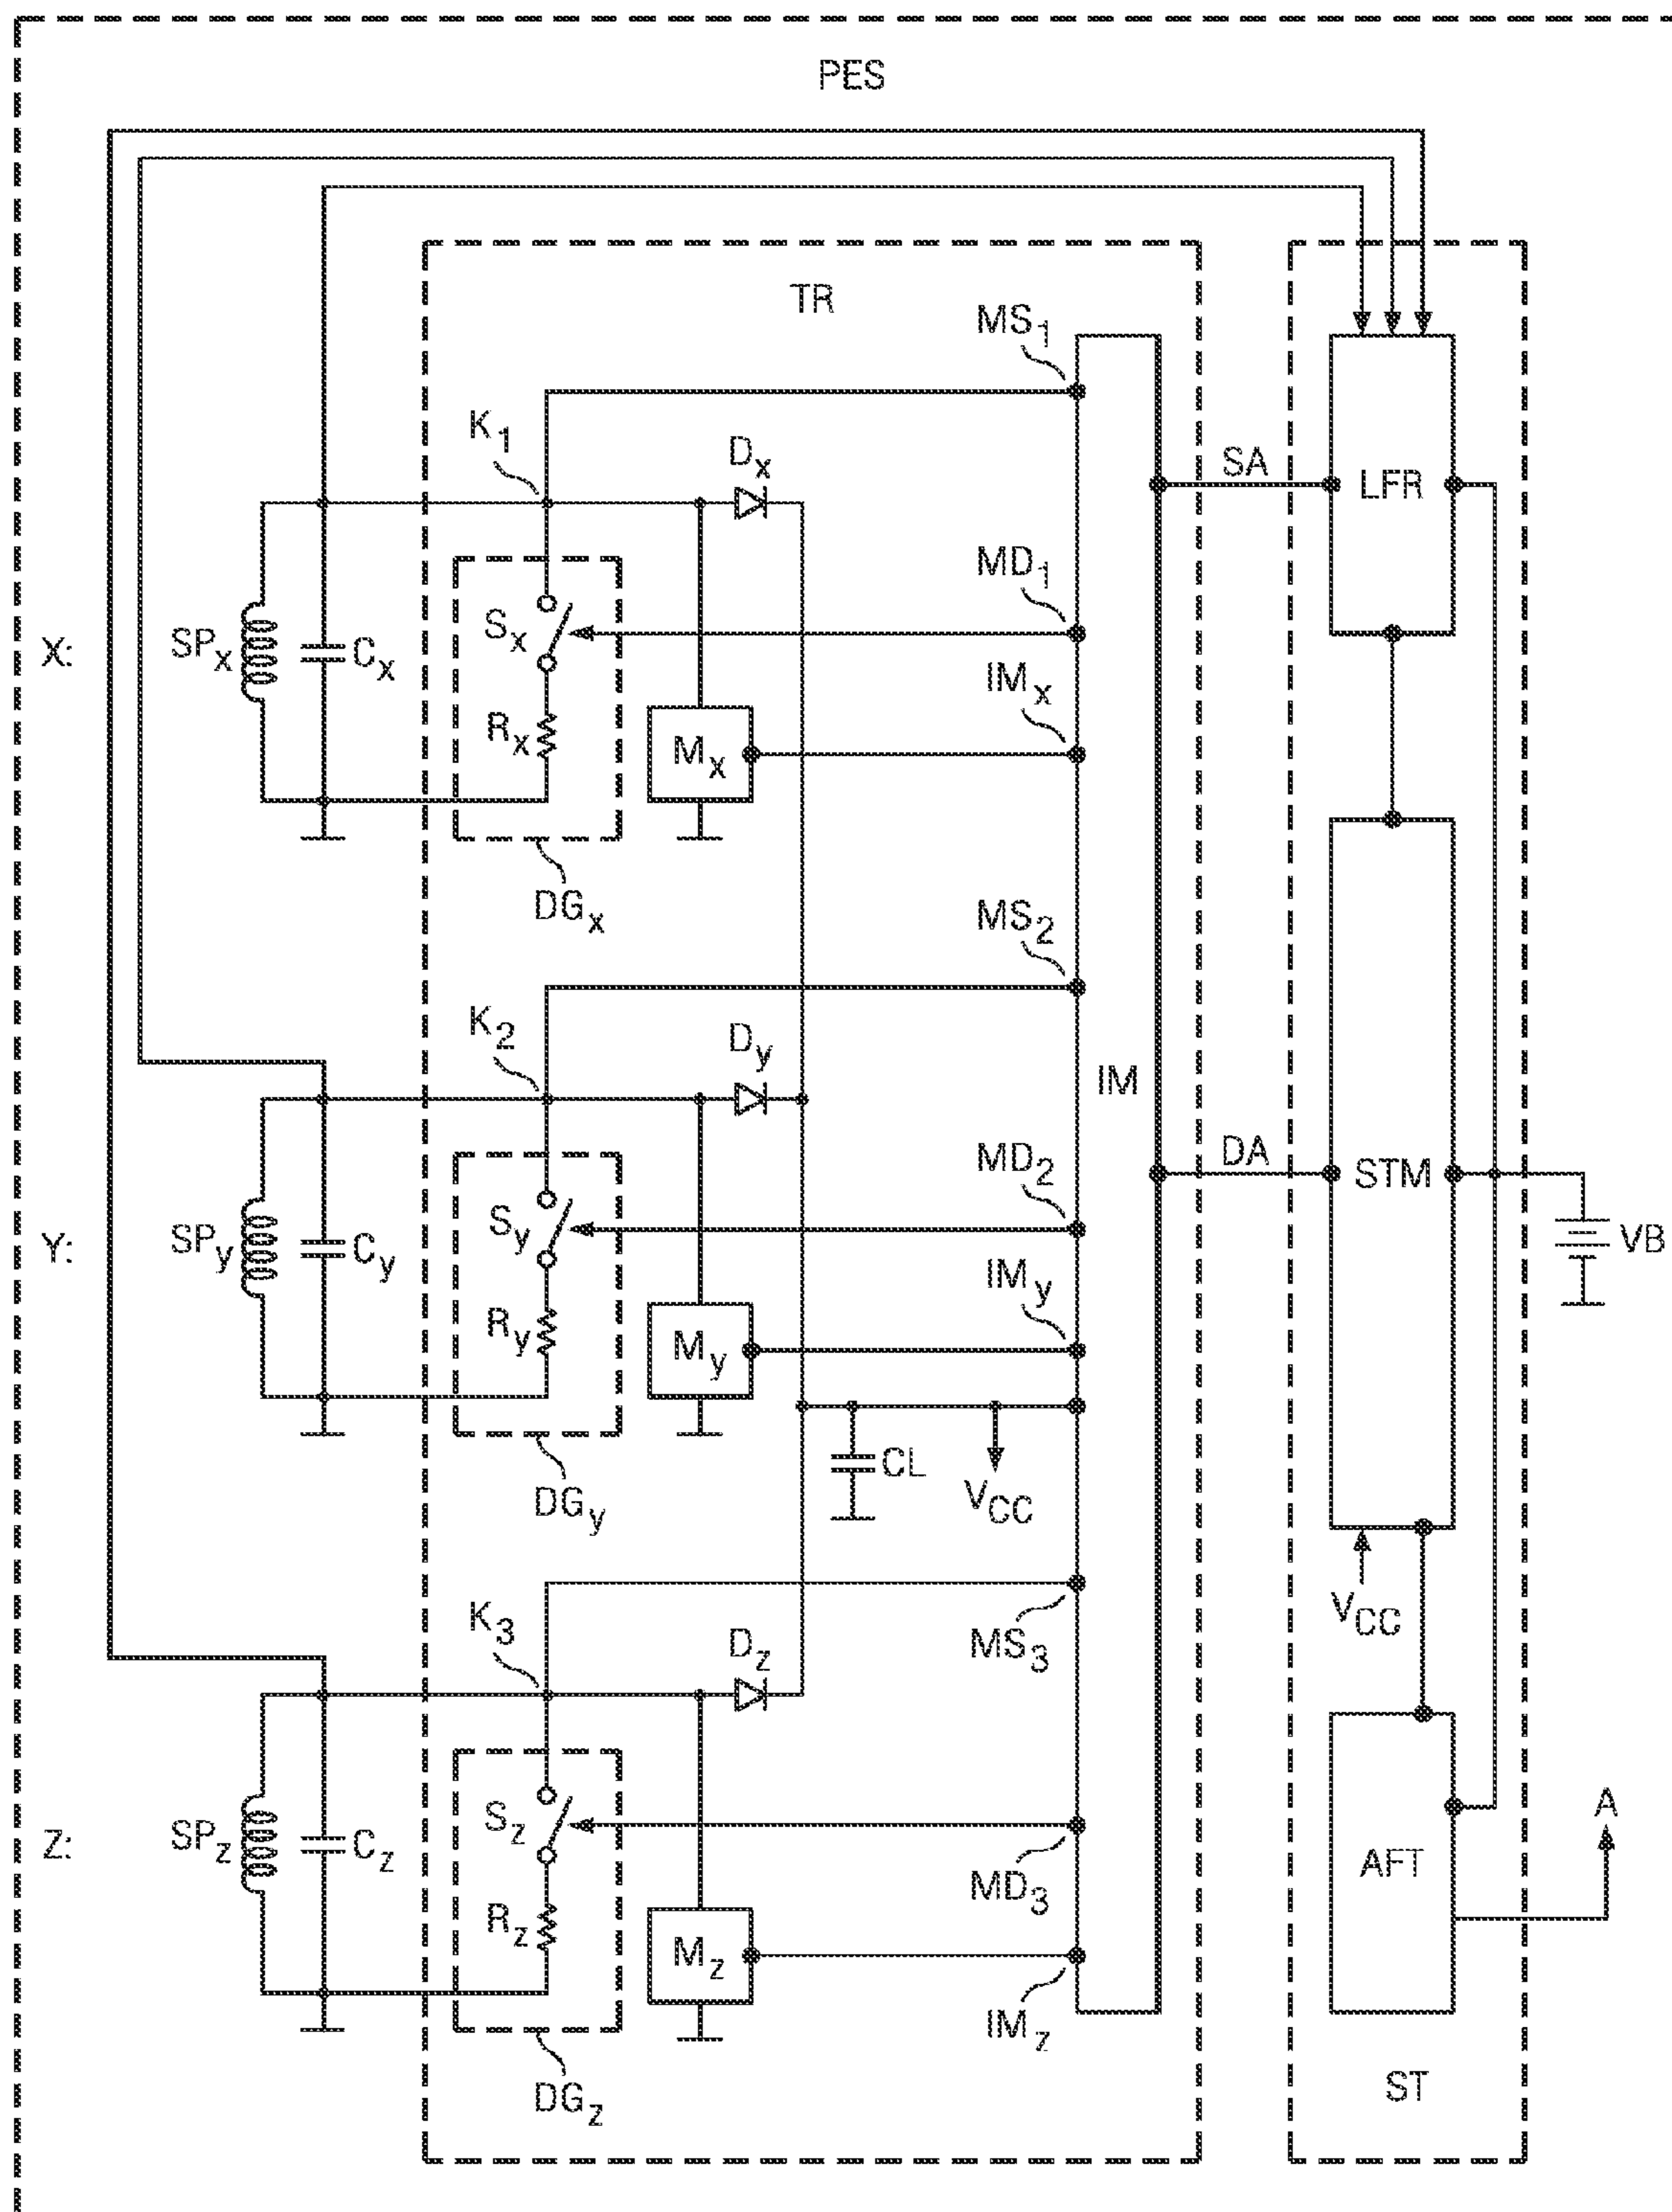 PES
TR
MS1
K1
Dx
SA
LFR
MD1
X:
SPx
Cx
Sx
IMx
Rx
Mx
DGx
MS2
K2
Dy
IM
DA
STM
MD2
Y:
SPy
Cy
Sy
VB
IMy
Ry
My
CL
VCC
DGy
VCC
K3
Dz
MS3
A
Z:
SPz
Cz
Sz
AFT
MD3
Rz
Mz
IMz
DGz
ST